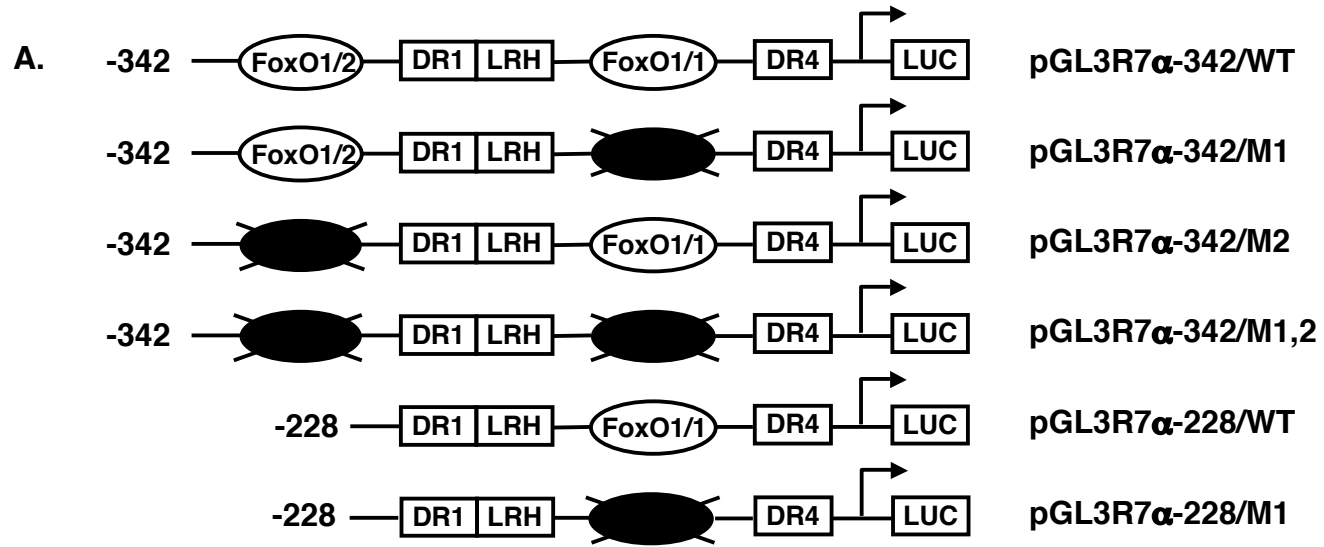 A. -342 FoxO1/2 DR1 LRH FoxO1/1 DR4 LUC pGL3R7α-342/WT
-342 FoxO1/2 DR1 LRH DR4 LUC pGL3R7α-342/M1
-342 DR1 LRH FoxO1/1 DR4 LUC pGL3R7α-342/M2
-342 DR1 LRH DR4 LUC pGL3R7α-342/M1,2
-228 DR1 LRH FoxO1/1 DR4 LUC pGL3R7α-228/WT
-228 DR1 LRH DR4 LUC pGL3R7α-228/M1